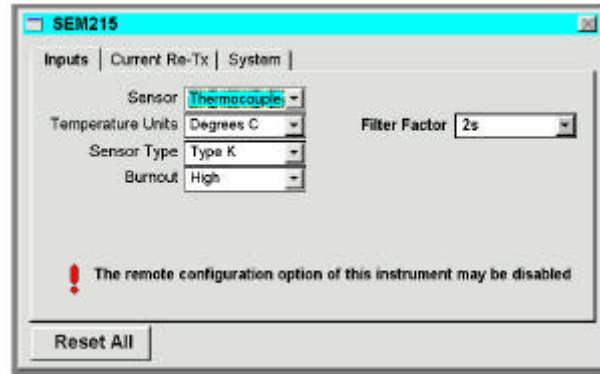 SEM215
Inputs | Current Re-Tx | System |
Sensor Thermocouple
Temperature Units Degrees C Filter Factor 2s
Sensor Type Type K
Burnout High
! The remote configuration option of this instrument may be disabled
Reset All